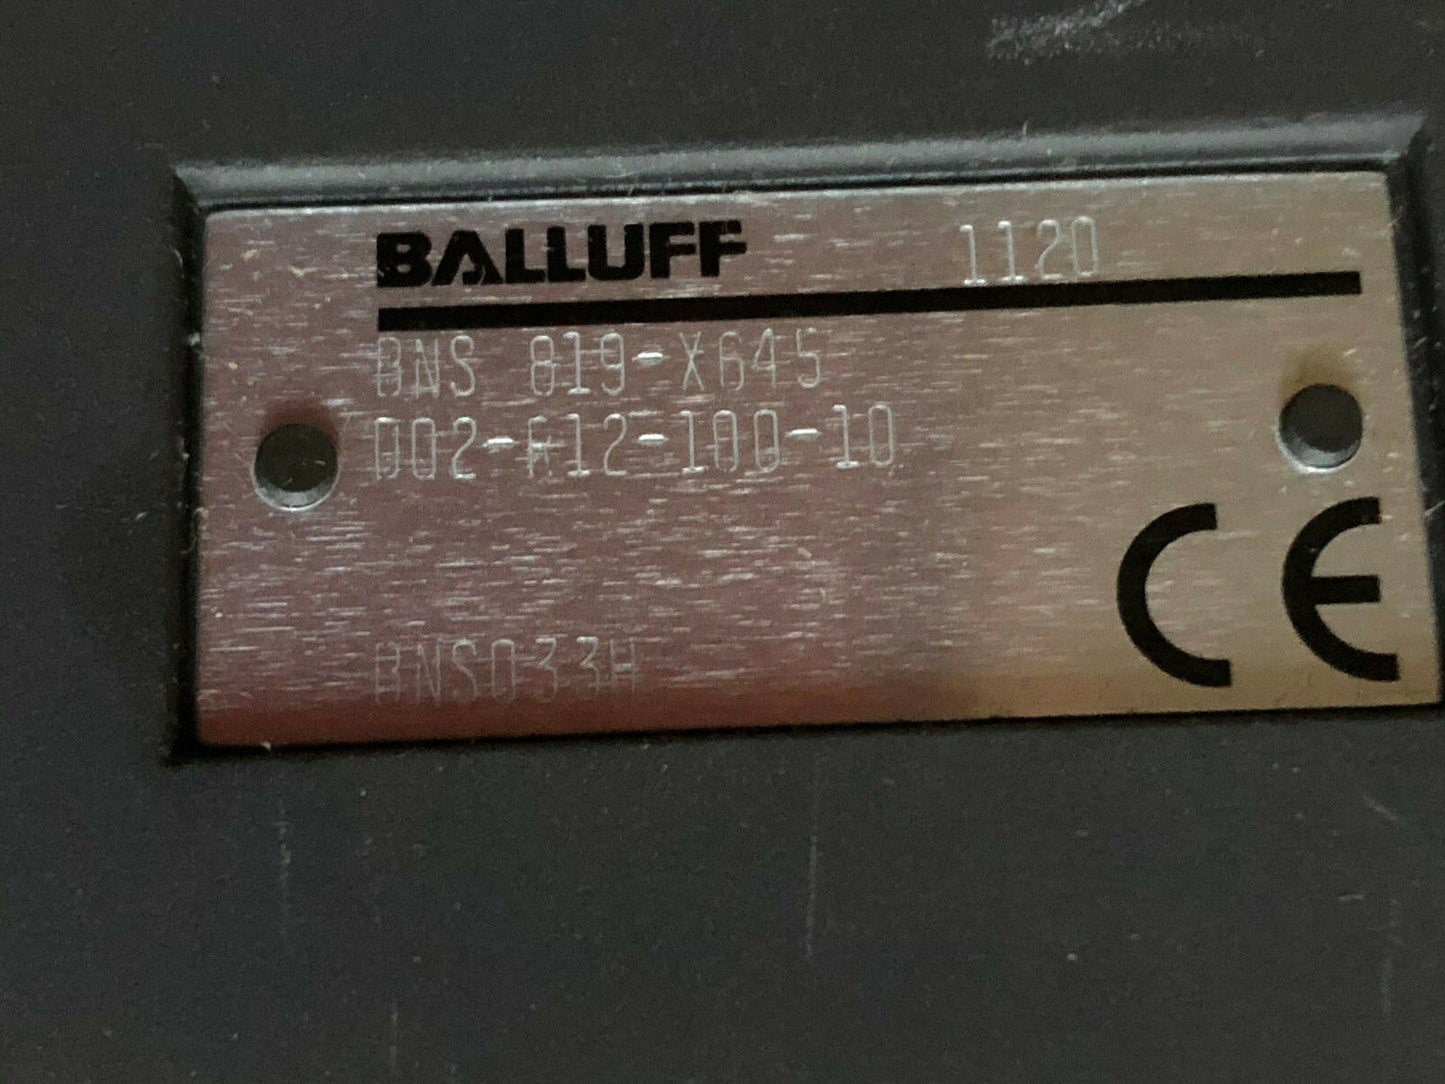 BALLUFF 1120
BNS 819-X645
D02-R12-100-10
BNS033H
CE